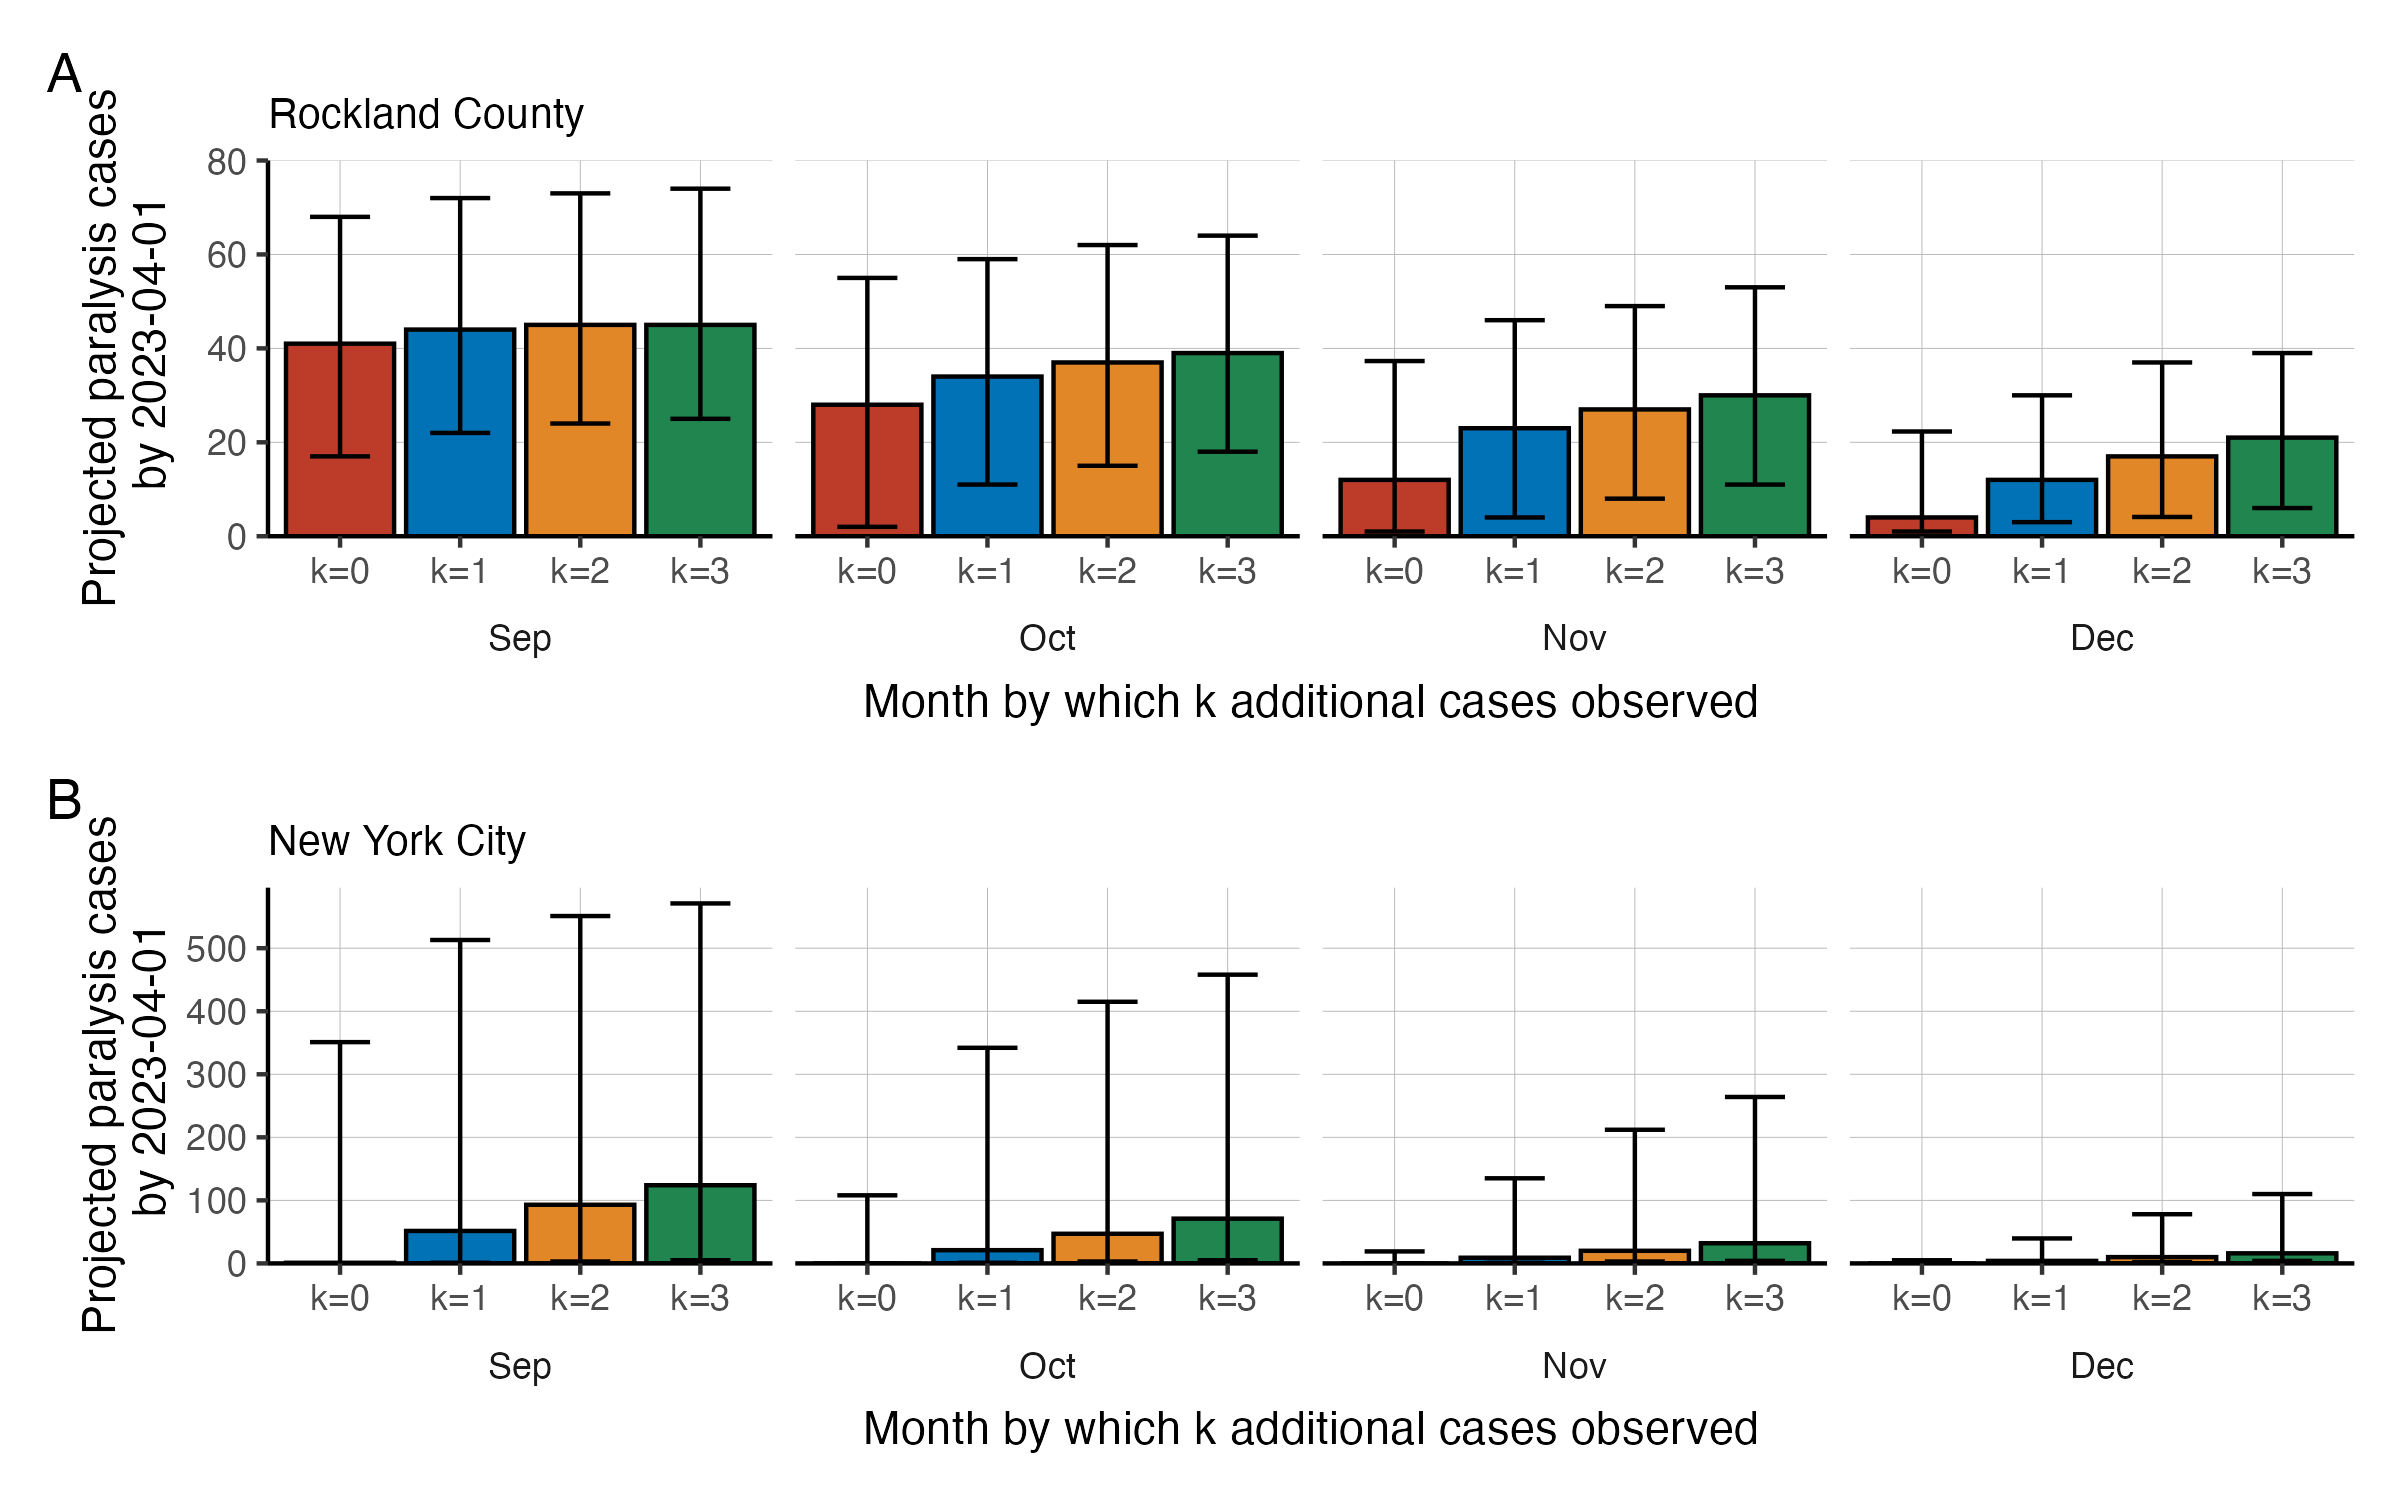 A
Rockland County
Projected paralysis cases
by 2023-04-01
80
60
40
20
0
k=0 k=1 k=2 k=3 k=0 k=1 k=2 k=3 k=0 k=1 k=2 k=3 k=0 k=1 k=2 k=3
Sep Oct Nov Dec
Month by which k additional cases observed
B
New York City
Projected paralysis cases
by 2023-04-01
500
400
300
200
100
0
k=0 k=1 k=2 k=3 k=0 k=1 k=2 k=3 k=0 k=1 k=2 k=3 k=0 k=1 k=2 k=3
Sep Oct Nov Dec
Month by which k additional cases observed